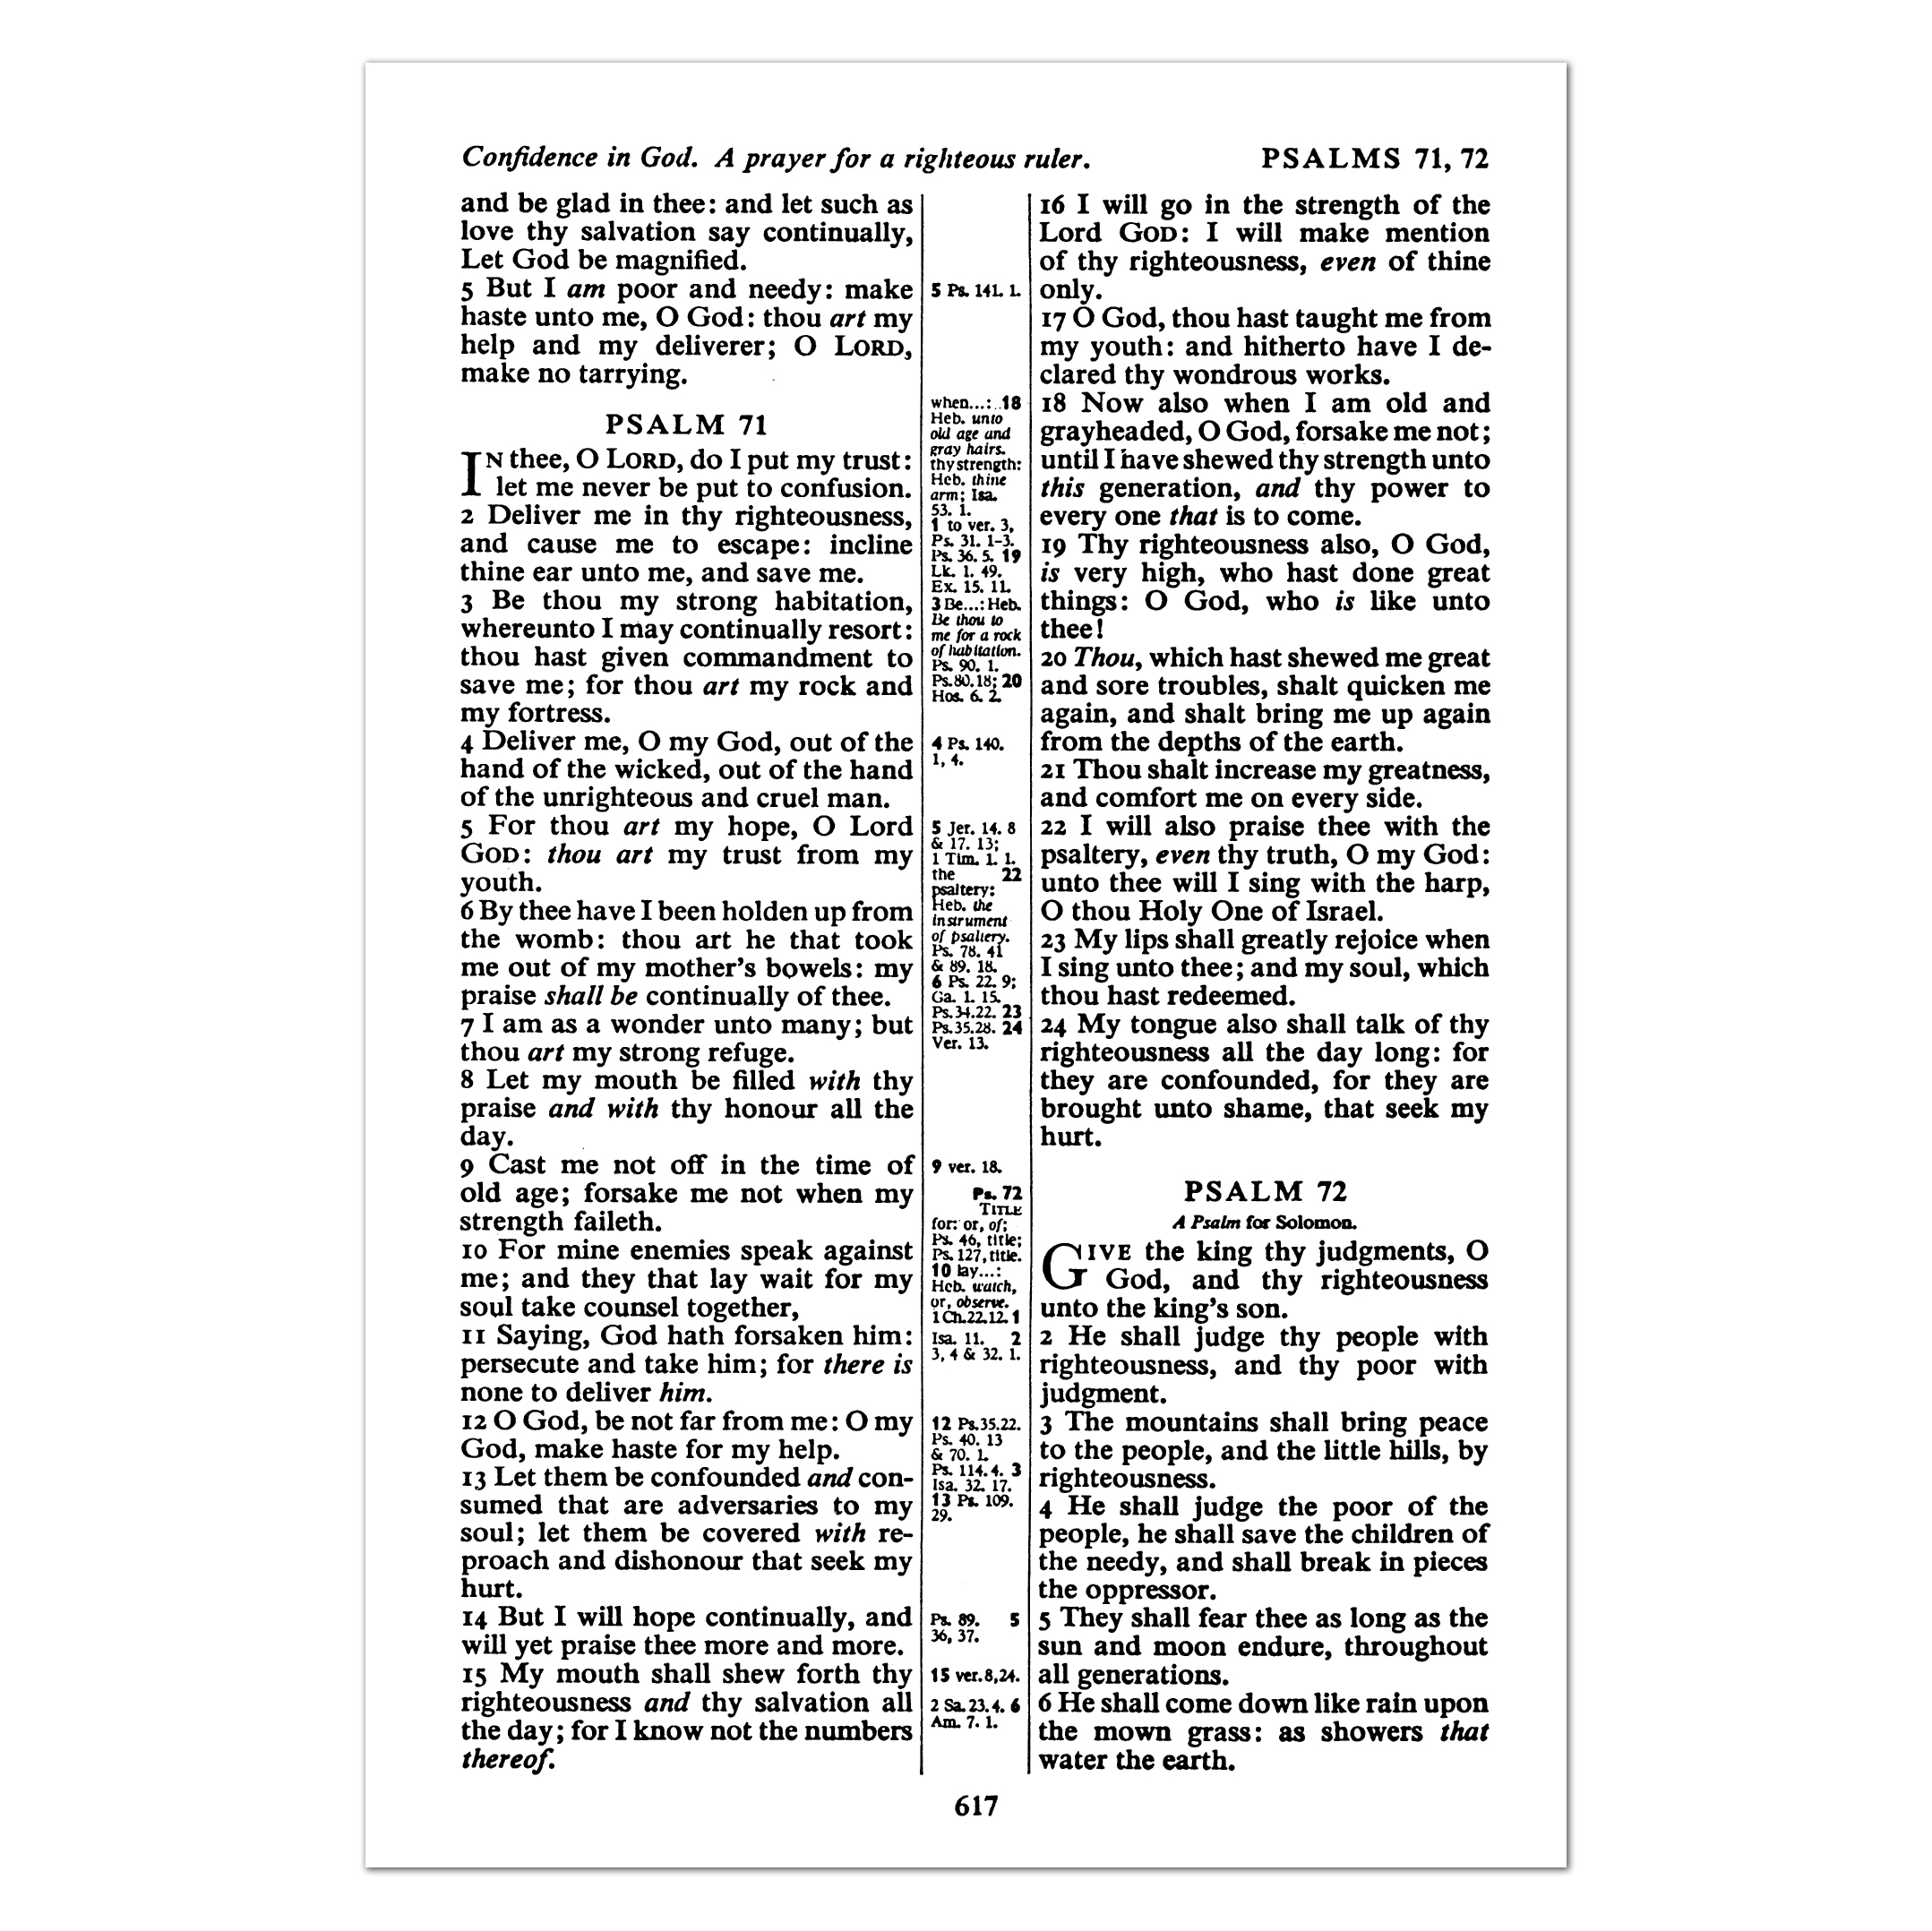 Confidence in God. A prayer for a righteous ruler. PSALMS 71, 72
and be glad in thee: and let such as
love thy salvation say continually,
Let God be magnified.
5 But I am poor and needy: make
haste unto me, O God: thou art my
help and my deliverer; O LORD,
make no tarrying.
PSALM 71
IN thee, O LORD, do I put my trust:
let me never be put to confusion.
2 Deliver me in thy righteousness,
and cause me to escape: incline
thine ear unto me, and save me.
3 Be thou my strong habitation,
whereunto I may continually resort:
thou hast given commandment to
save me; for thou art my rock and
my fortress.
4 Deliver me, O my God, out of the
hand of the wicked, out of the hand
of the unrighteous and cruel man.
5 For thou art my hope, O Lord
GOD: thou art my trust from my
youth.
6 By thee have I been holden up from
the womb: thou art he that took
me out of my mother's bowels: my
praise shall be continually of thee.
7 I am as a wonder unto many; but
thou art my strong refuge.
8 Let my mouth be filled with thy
praise and with thy honour all the
day.
9 Cast me not off in the time of
old age; forsake me not when my
strength faileth.
10 For mine enemies speak against
me; and they that lay wait for my
soul take counsel together,
11 Saying, God hath forsaken him:
persecute and take him; for there is
none to deliver him.
12 O God, be not far from me: O my
God, make haste for my help.
13 Let them be confounded and con-
sumed that are adversaries to my
soul; let them be covered with re-
proach and dishonour that seek my
hurt.
14 But I will hope continually, and
will yet praise thee more and more.
15 My mouth shall shew forth thy
righteousness and thy salvation all
the day; for I know not the numbers
thereof.
5 Ps. 141. 1.
when...: 18
Heb. unto
old age and
gray hairs.
thy strength:
Heb. thine
arm; Isa.
53. 1.
1 to ver. 3,
Ps. 31. 1-3.
Ps. 36. 5. 19
Lk. 1. 49.
Ex. 15. 11.
3 Be...: Heb.
Be thou to
me for a rock
of habitation.
Ps. 90. 1.
Ps. 80. 18; 20
Hos. 6. 2.
4 Ps. 140.
1, 4.
5 Jer. 14. 8
& 17. 13;
1 Tim. 1. 1.
the 22
psaltery:
Heb. the
instrument
of psaltery.
Ps. 78. 41
& 89. 18.
6 Ps. 22. 9;
Ga. 1. 15.
Ps. 34. 22. 23
Ps. 35. 28. 24
Ver. 13.
9 ver. 18.
Ps. 72
TITLE
for: or, of;
Ps. 46, title;
Ps. 127, title.
10 lay...:
Heb. watch,
or, observe.
1 Ch. 22. 12. 1
Isa. 11. 2
3, 4 & 32. 1.
12 Ps. 35. 22.
Ps. 40. 13
& 70. 1.
Ps. 114. 4. 3
Isa. 32. 17.
13 Ps. 109.
29.
Ps. 89. 5
36, 37.
15 ver. 8, 24.
2 Sa. 23. 4. 6
Am. 7. 1.
16 I will go in the strength of the
Lord GOD: I will make mention
of thy righteousness, even of thine
only.
17 O God, thou hast taught me from
my youth: and hitherto have I de-
clared thy wondrous works.
18 Now also when I am old and
grayheaded, O God, forsake me not;
until I have shewed thy strength unto
this generation, and thy power to
every one that is to come.
19 Thy righteousness also, O God,
is very high, who hast done great
things: O God, who is like unto
thee!
20 Thou, which hast shewed me great
and sore troubles, shalt quicken me
again, and shalt bring me up again
from the depths of the earth.
21 Thou shalt increase my greatness,
and comfort me on every side.
22 I will also praise thee with the
psaltery, even thy truth, O my God:
unto thee will I sing with the harp,
O thou Holy One of Israel.
23 My lips shall greatly rejoice when
I sing unto thee; and my soul, which
thou hast redeemed.
24 My tongue also shall talk of thy
righteousness all the day long: for
they are confounded, for they are
brought unto shame, that seek my
hurt.
PSALM 72
A Psalm for Solomon.
GIVE the king thy judgments, O
God, and thy righteousness
unto the king's son.
2 He shall judge thy people with
righteousness, and thy poor with
judgment.
3 The mountains shall bring peace
to the people, and the little hills, by
righteousness.
4 He shall judge the poor of the
people, he shall save the children of
the needy, and shall break in pieces
the oppressor.
5 They shall fear thee as long as the
sun and moon endure, throughout
all generations.
6 He shall come down like rain upon
the mown grass: as showers that
water the earth.
617